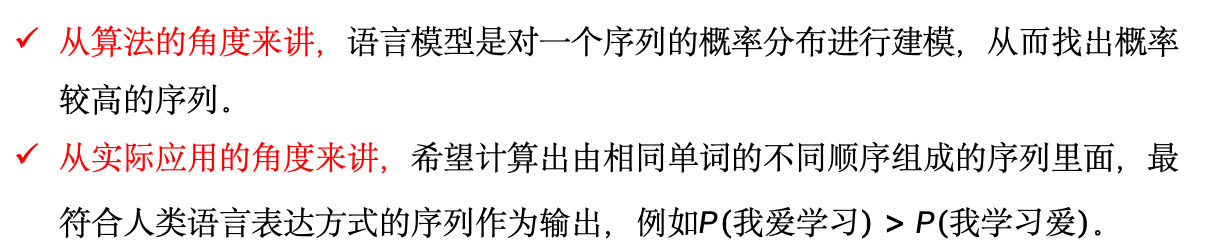 ✓ 从算法的角度来讲，语言模型是对一个序列的概率分布进行建模，从而找出概率
较高的序列。
✓ 从实际应用的角度来讲，希望计算出由相同单词的不同顺序组成的序列里面，最
符合人类语言表达方式的序列作为输出，例如P(我爱学习) > P(我学习爱)。